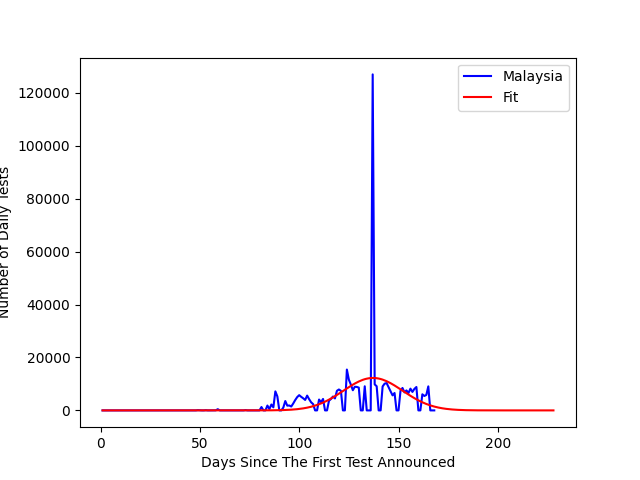 Malaysia
Fit
120000
100000
80000
60000
40000
20000
0
Number of Daily Tests
0 50 100 150 200
Days Since The First Test Announced